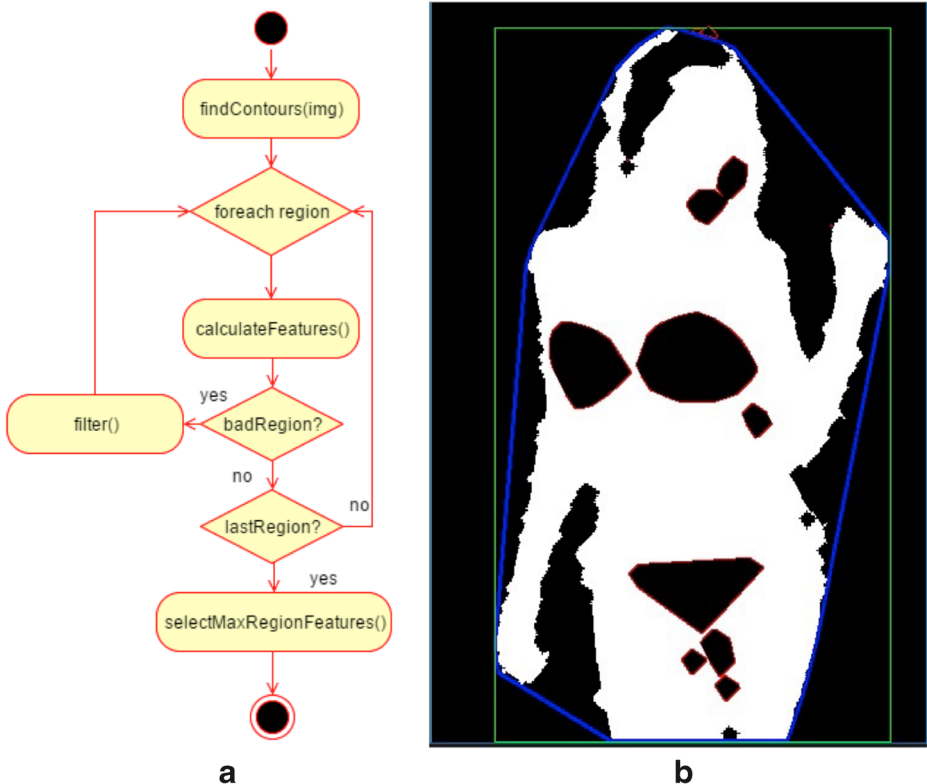 findContours(img)
foreach region
calculateFeatures()
yes
badRegion?
filter()
no
lastRegion?
no
yes
selectMaxRegionFeatures()
a
b